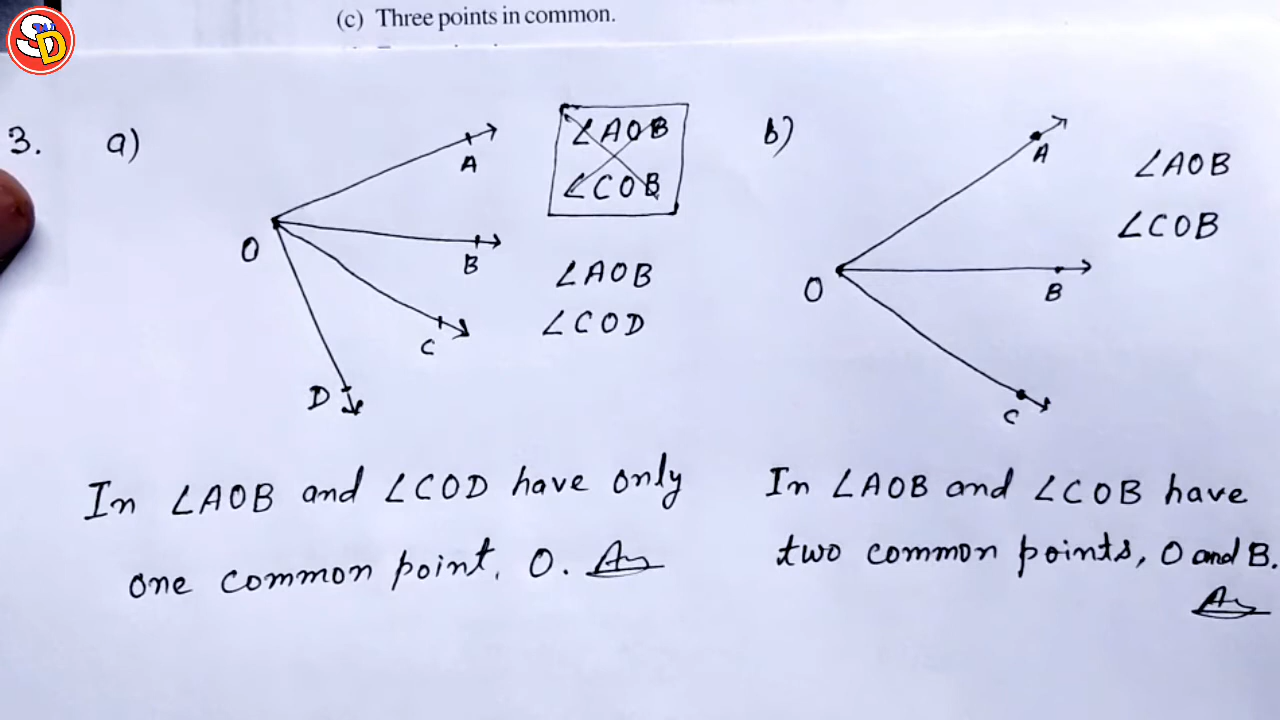 SD
(c) Three points in common.
3. a)
A
B
C
D
O
∠AOB
∠COB
∠AOB
∠COD
In ∠AOB and ∠COD have only
one common point, O. Ans
b)
A
B
C
O
∠AOB
∠COB
In ∠AOB and ∠COB have
two common points, O and B.
Ans